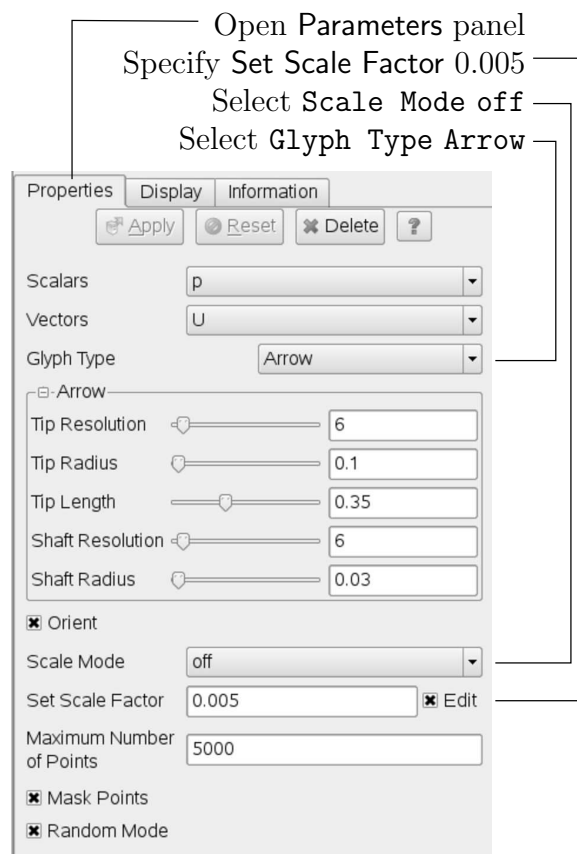 Open Parameters panel
Specify Set Scale Factor 0.005
Select Scale Mode off
Select Glyph Type Arrow
Properties Display Information
Apply Reset Delete ?
Scalars p
Vectors U
Glyph Type Arrow
Arrow
Tip Resolution 6
Tip Radius 0.1
Tip Length 0.35
Shaft Resolution 6
Shaft Radius 0.03
Orient
Scale Mode off
Set Scale Factor 0.005 Edit
Maximum Number
of Points 5000
Mask Points
Random Mode